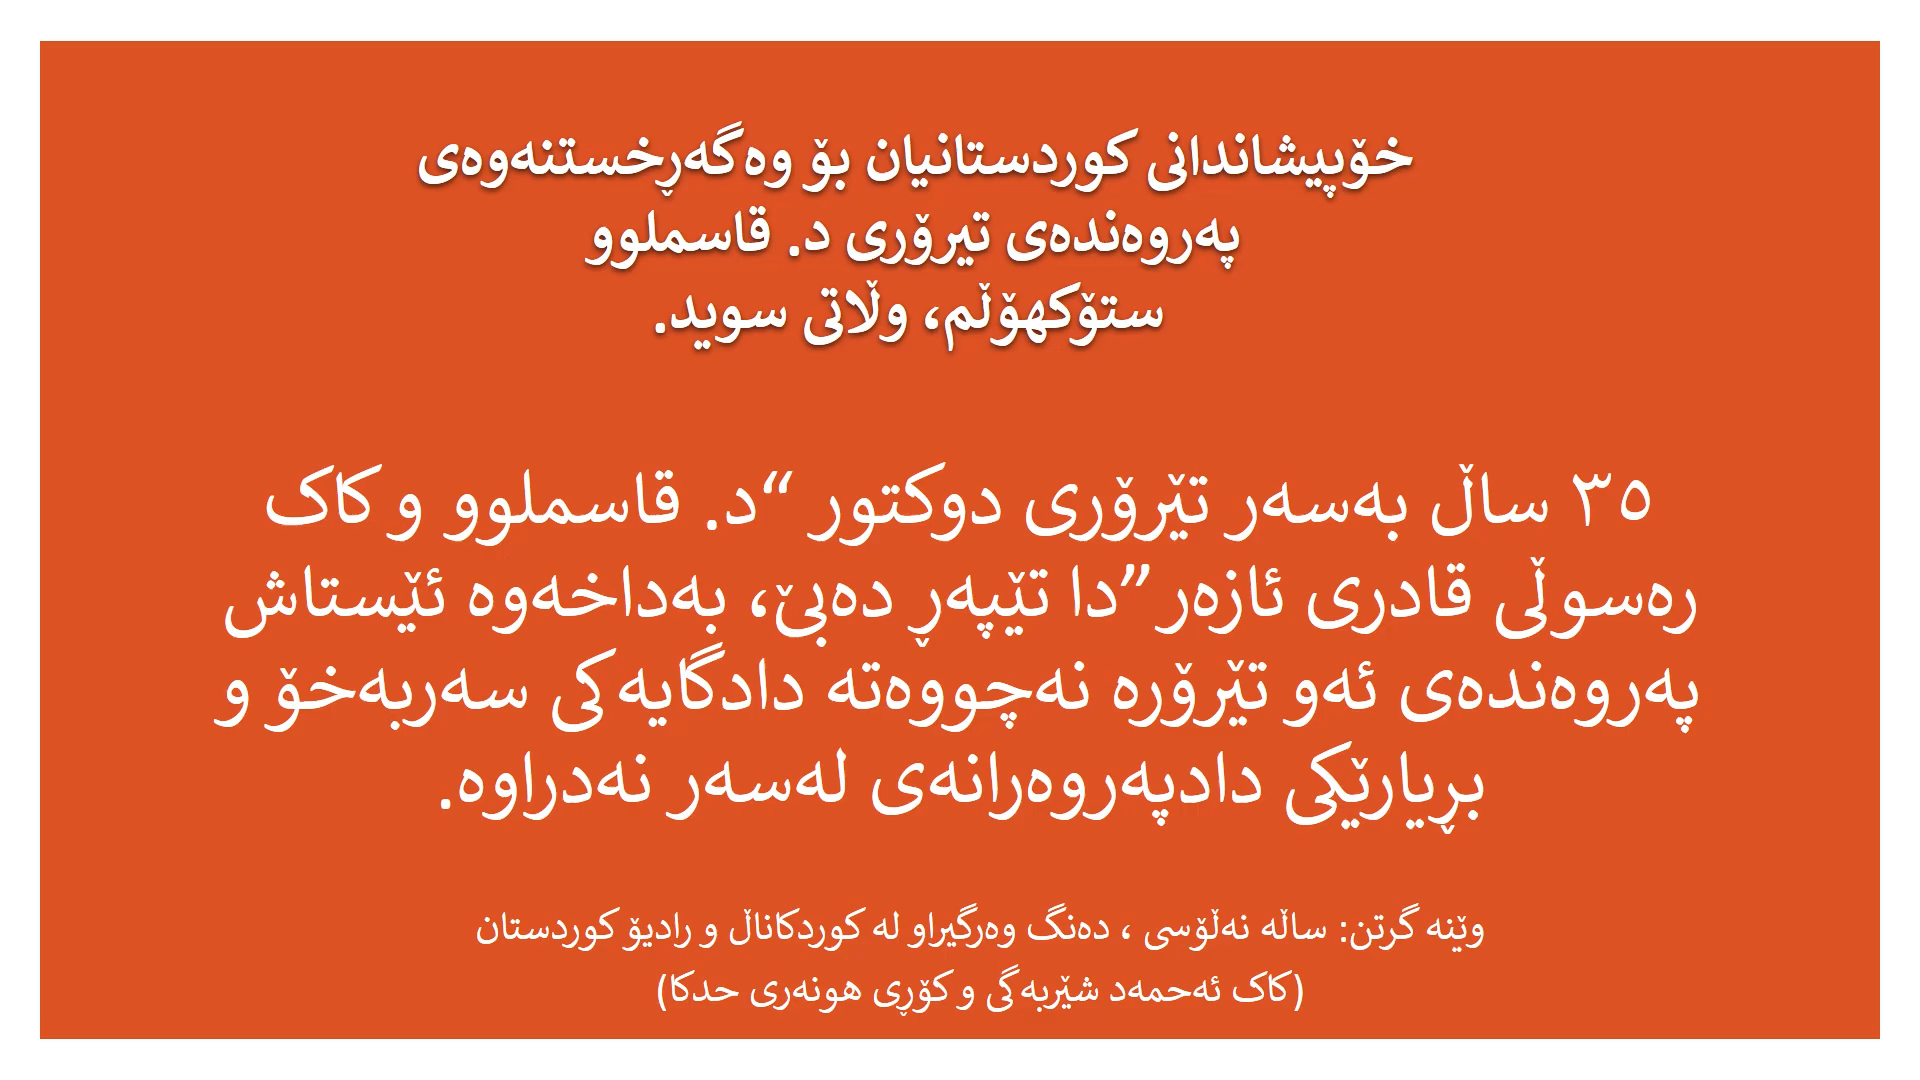 خۆپیشاندانی کوردستانیان بۆ وەگەڕخستنەوەی
پەروەندەی تیرۆری د. قاسملوو
ستۆکهۆڵم، وڵاتی سوید.
٣٥ ساڵ بەسەر تێرۆری دوکتور “د. قاسملوو و کاک
رەسوڵی قادری ئازەر”دا تێپەڕ دەبێ، بەداخەوە ئێستاش
پەروەندەی ئەو تێرۆرە نەچووەتە دادگایەکی سەربەخۆ و
بڕیارێکی دادپەروەرانەی لەسەر نەدراوە.
وێنە گرتن: ساڵە نەڵۆسی ، دەنگ وەرگیراو لە کوردکاناڵ و رادیۆ کوردستان
(کاک ئەحمەد شێربەگی و کۆڕی هونەری حدکا)